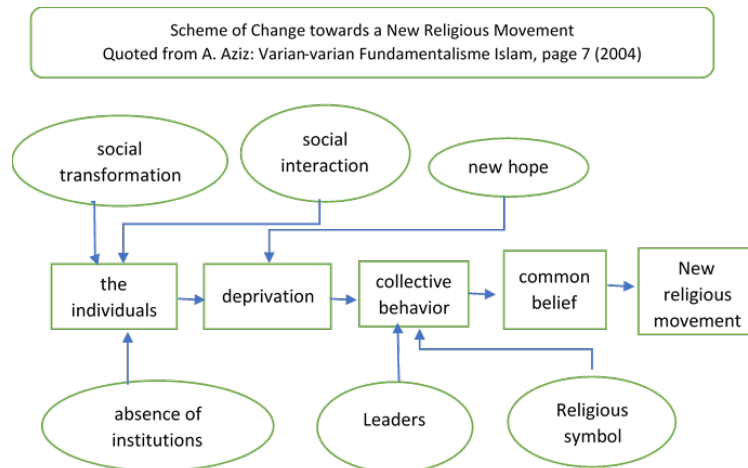 Scheme of Change towards a New Religious Movement
Quoted from A. Aziz: Varian-varian Fundamentalisme Islam, page 7 (2004)
social
transformation
social
interaction
new hope
the
individuals
deprivation
collective
behavior
common
belief
New
religious
movement
absence of
institutions
Leaders
Religious
symbol